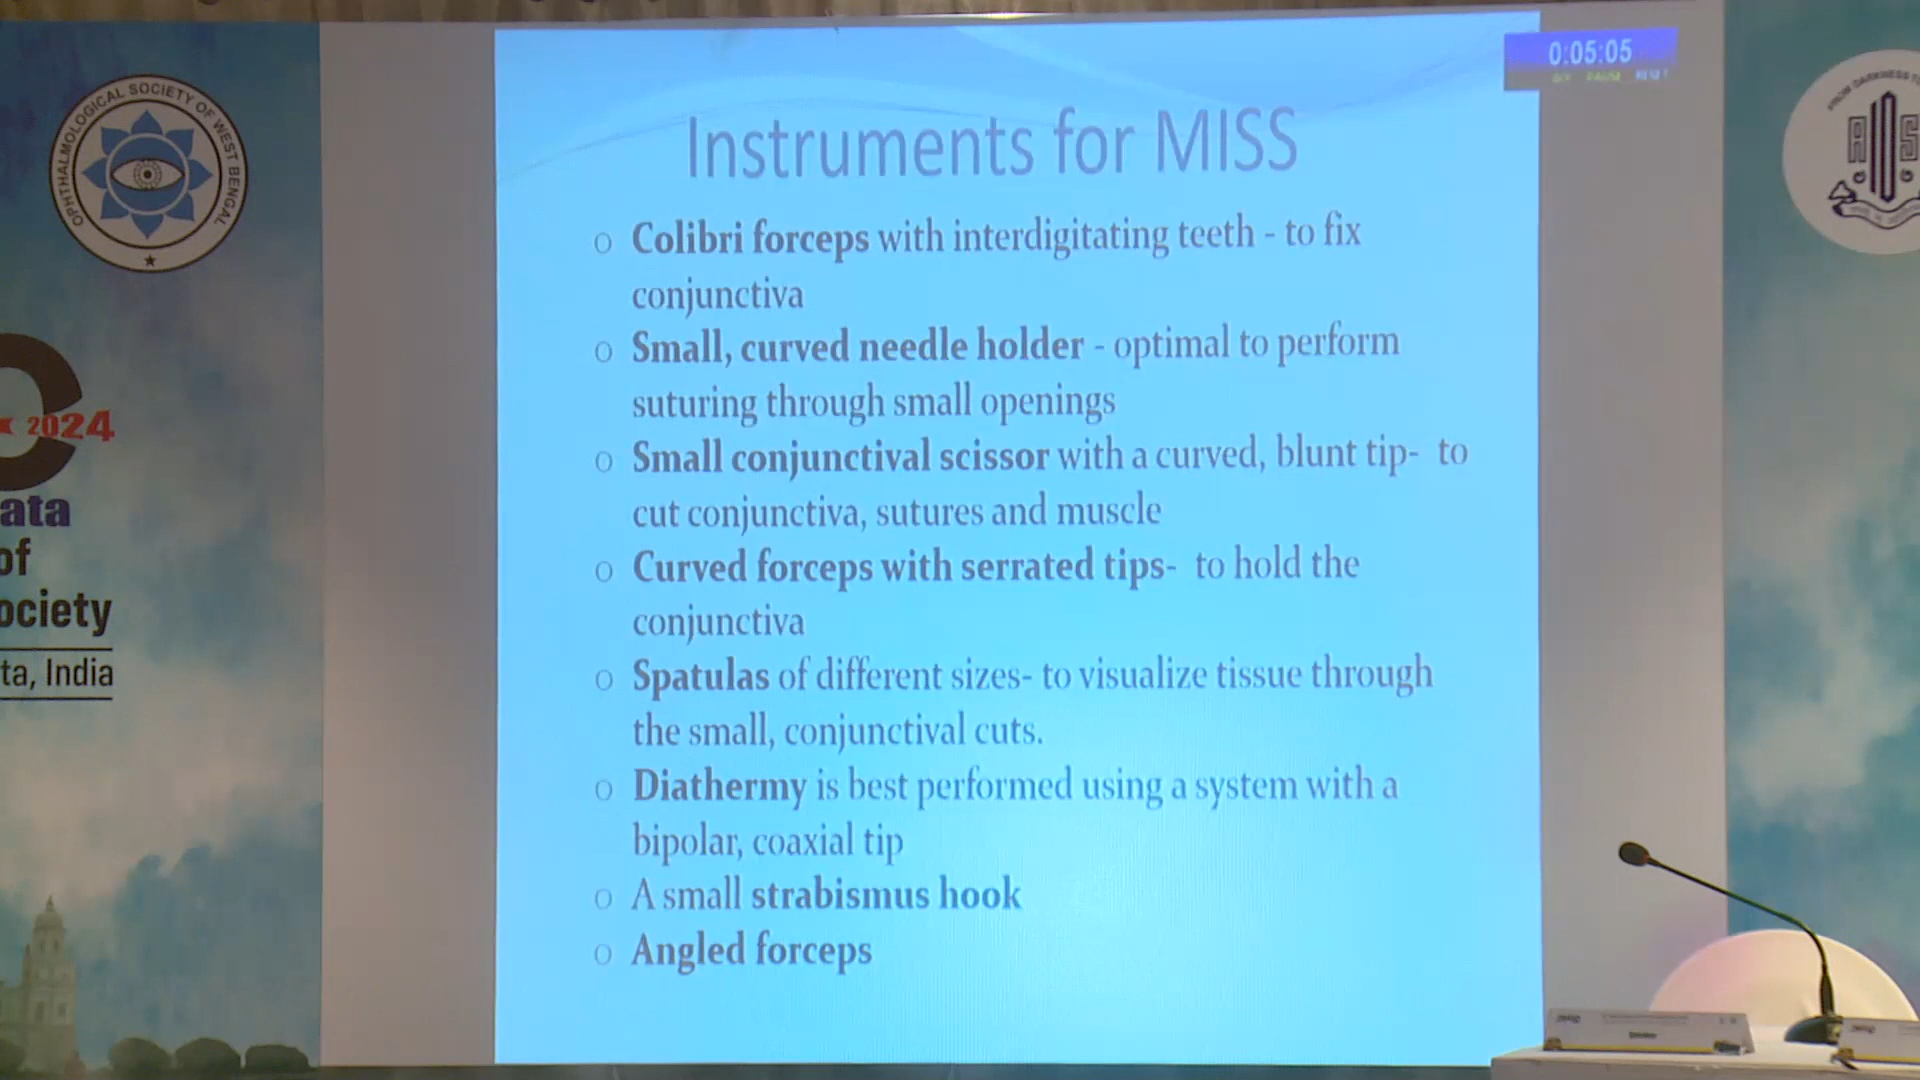 0:05:05
OPHTHALMOLOGICAL SOCIETY OF WEST BENGAL
Instruments for MISS
o Colibri forceps with interdigitating teeth - to fix
conjunctiva
o Small, curved needle holder - optimal to perform
suturing through small openings
o Small conjunctival scissor with a curved, blunt tip- to
cut conjunctiva, sutures and muscle
o Curved forceps with serrated tips- to hold the
conjunctiva
o Spatulas of different sizes- to visualize tissue through
the small, conjunctival cuts.
o Diathermy is best performed using a system with a
bipolar, coaxial tip
o A small strabismus hook
o Angled forceps
2024
ata
of
ociety
ta, India